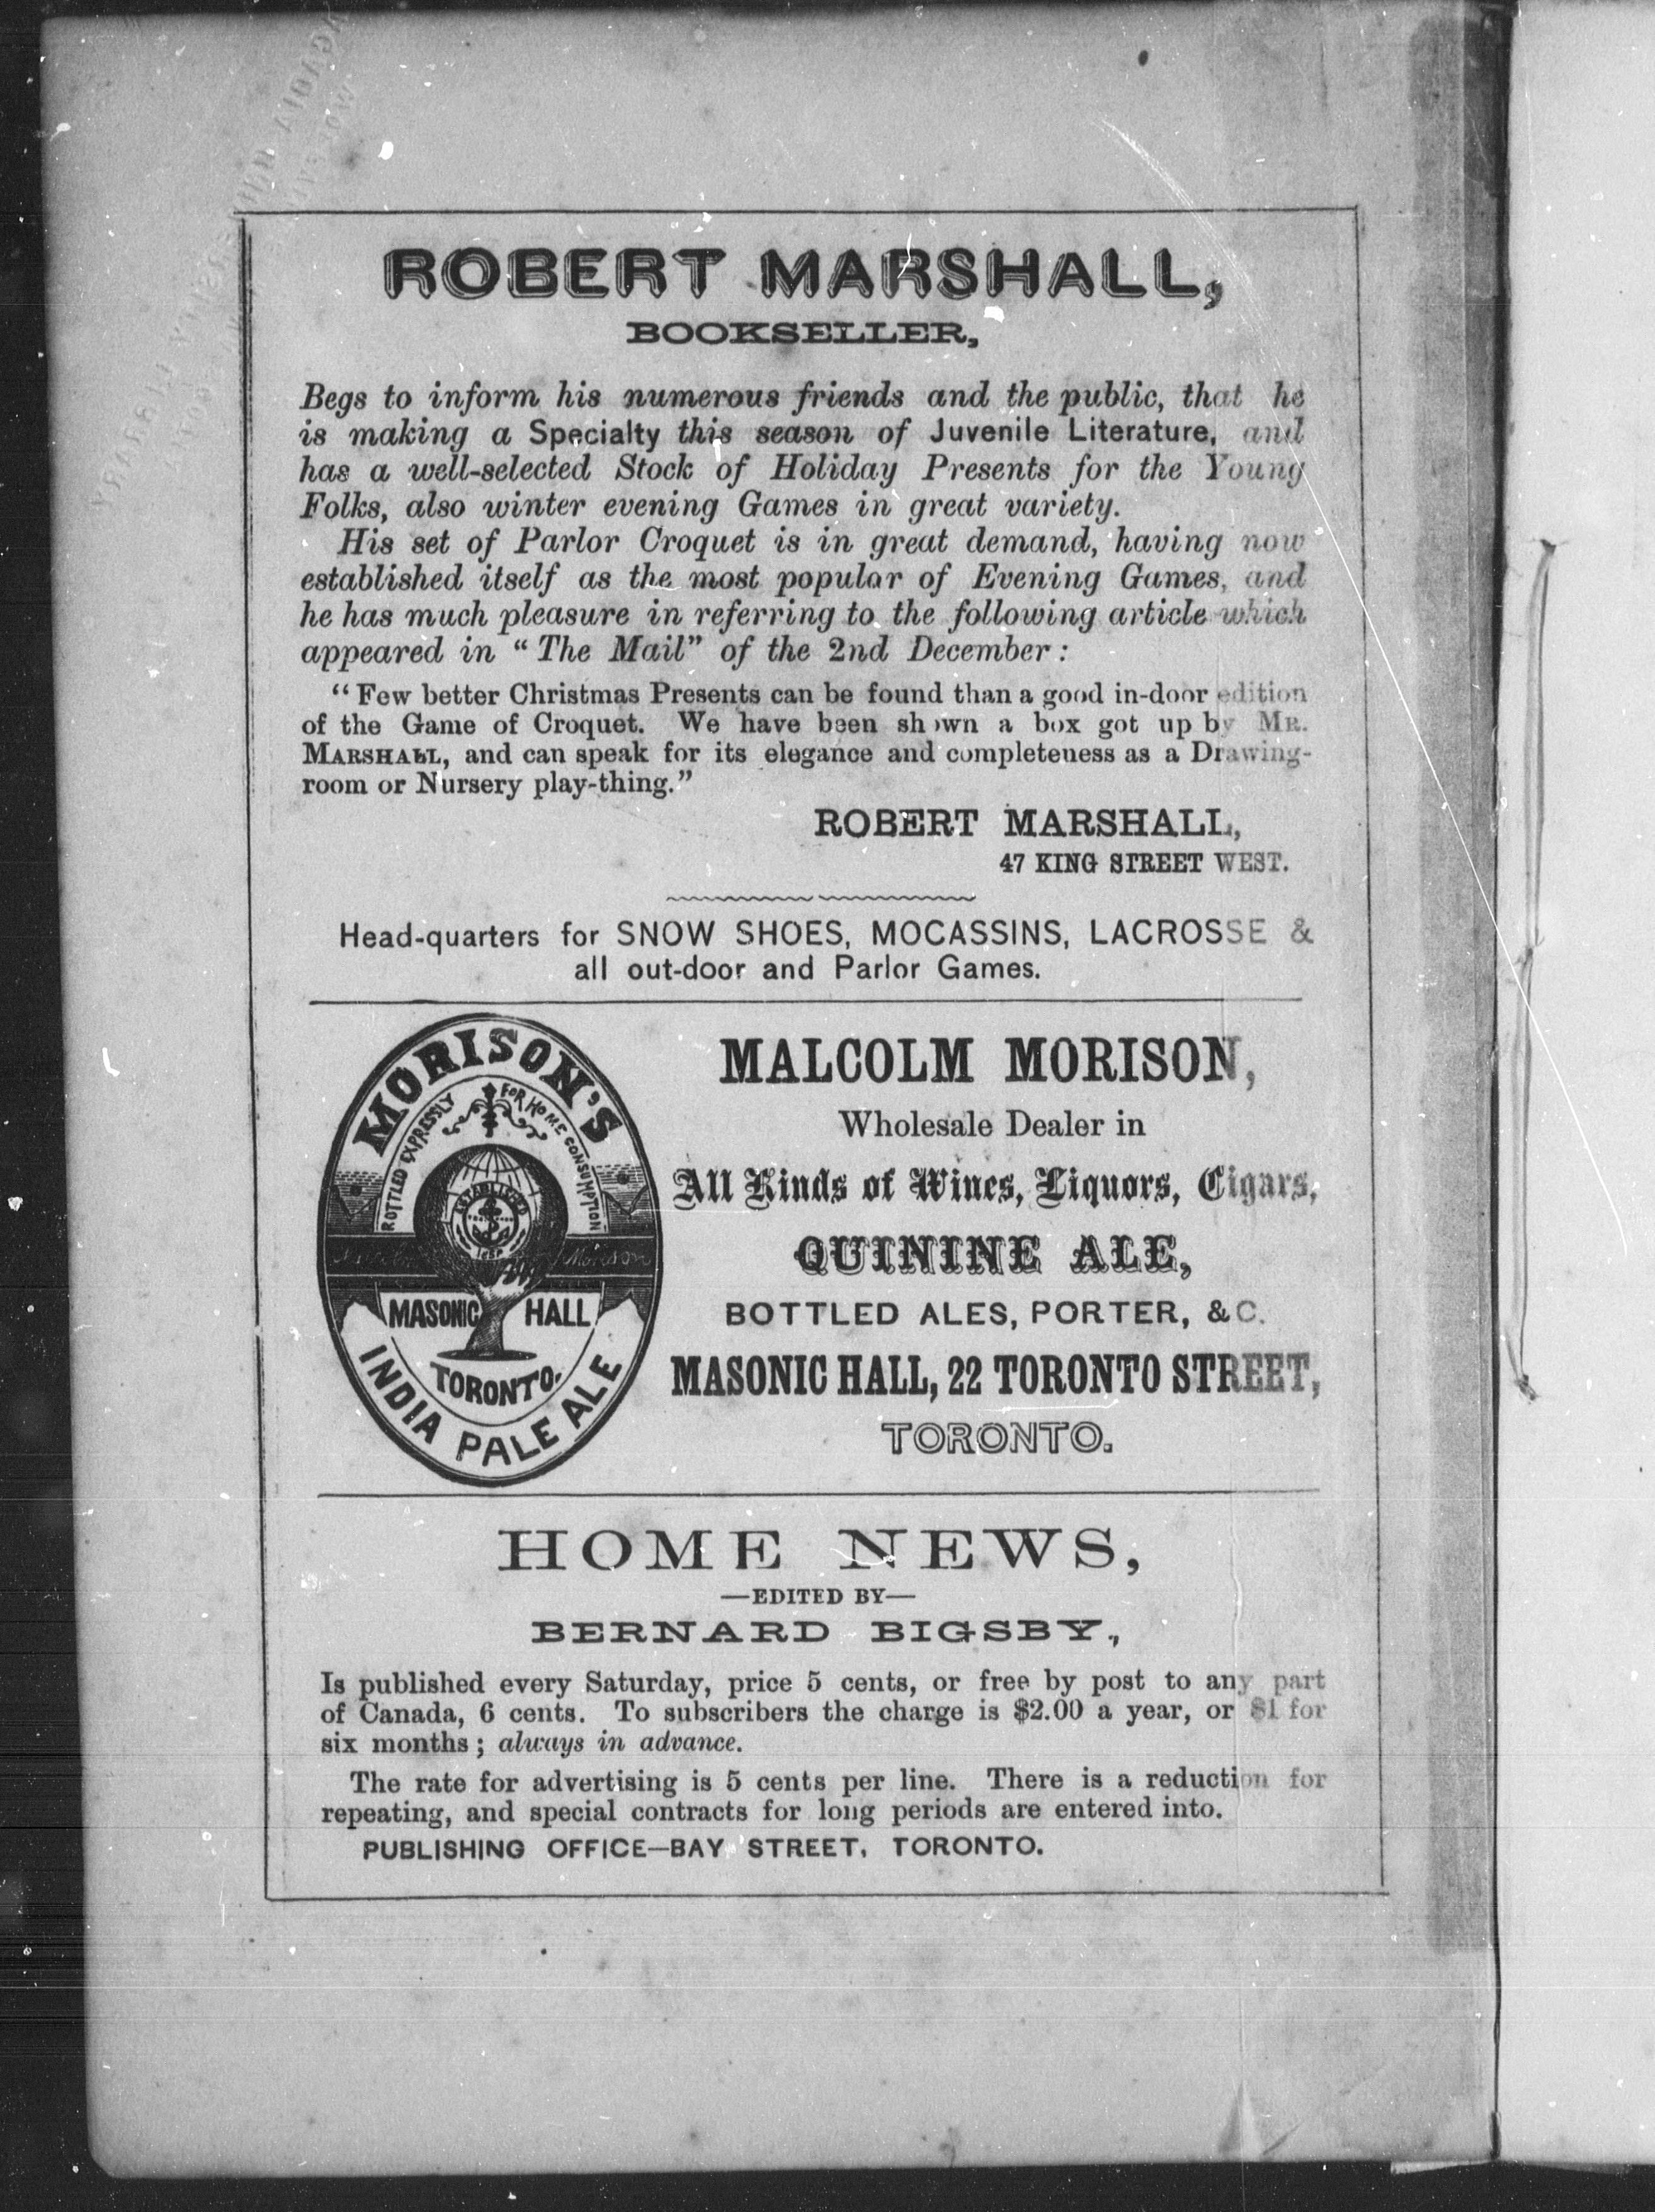 ROBERT MARSHALL,
BOOKSELLER,
Begs to inform his numerous friends and the public, that he
is making a Specialty this season of Juvenile Literature, and
has a well-selected Stock of Holiday Presents for the Young
Folks, also winter evening Games in great variety.
His set of Parlor Croquet is in great demand, having now
established itself as the most popular of Evening Games, and
he has much pleasure in referring to the following article which
appeared in “The Mail” of the 2nd December:
“Few better Christmas Presents can be found than a good in-door edition
of the Game of Croquet. We have been shown a box got up by MR.
MARSHALL, and can speak for its elegance and completeness as a Drawing-
room or Nursery play-thing.”
ROBERT MARSHALL,
47 KING STREET WEST.
Head-quarters for SNOW SHOES, MOCASSINS, LACROSSE &
all out-door and Parlor Games.
MORISON'S
BOTTLED EXPRESSLY FOR HOME CONSUMPTION
ESTABLISHED
MASONIC HALL
TORONTO.
INDIA PALE ALE
MALCOLM MORISON,
Wholesale Dealer in
All Kinds of Wines, Liquors, Cigars,
QUININE ALE,
BOTTLED ALES, PORTER, &C.
MASONIC HALL, 22 TORONTO STREET,
TORONTO.
HOME NEWS,
—EDITED BY—
BERNARD BIGSBY,
Is published every Saturday, price 5 cents, or free by post to any part
of Canada, 6 cents. To subscribers the charge is $2.00 a year, or $1 for
six months; always in advance.
The rate for advertising is 5 cents per line. There is a reduction for
repeating, and special contracts for long periods are entered into.
PUBLISHING OFFICE—BAY STREET, TORONTO.